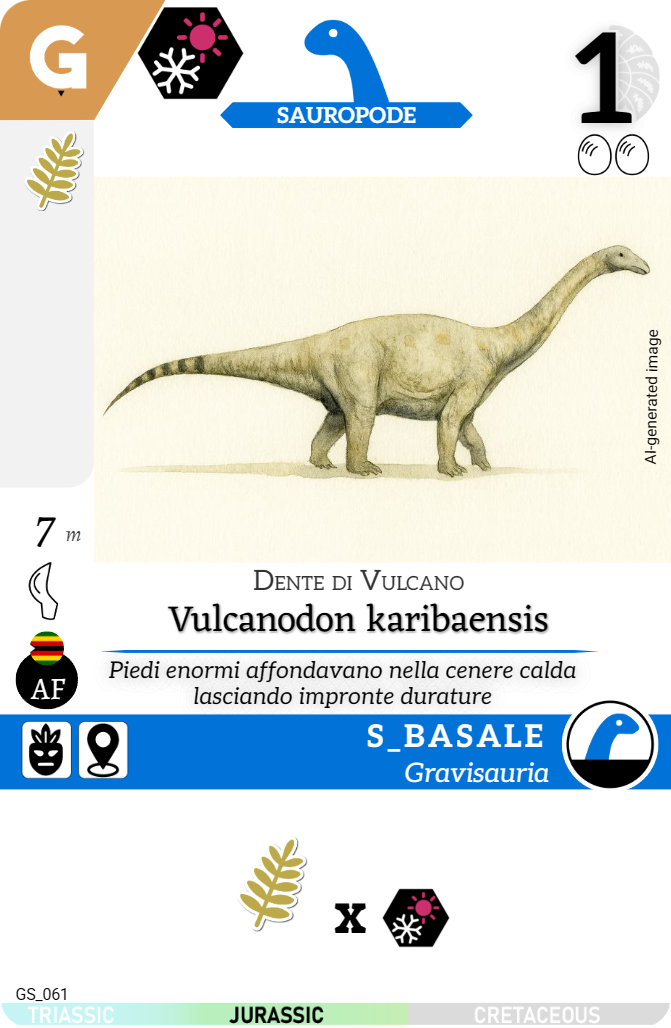 G
SAUROPODE
1
AI-generated image
7 m
DENTE DI VULCANO
Vulcanodon karibaensis
AF
Piedi enormi affondavano nella cenere calda
lasciando impronte durature
S_BASALE
Gravisauria
x
GS_061
TRIASSIC JURASSIC CRETACEOUS